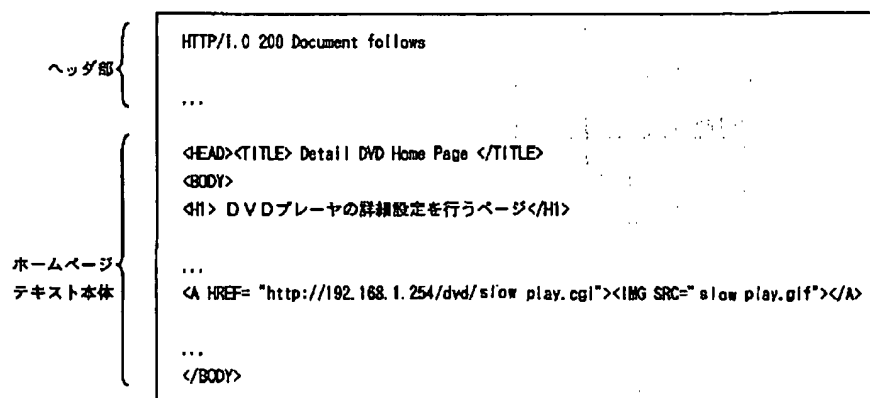 ヘッダ部
HTTP/1.0 200 Document follows
...
ホームページ
テキスト本体
<HEAD><TITLE> Detail DVD Home Page </TITLE>
<BODY>
<H1> DVDプレーヤの詳細設定を行うページ</H1>
...
<A HREF= "http://192.168.1.254/dvd/slow play.cgi"><IMG SRC=" slow play.gif"></A>
...
</BODY>